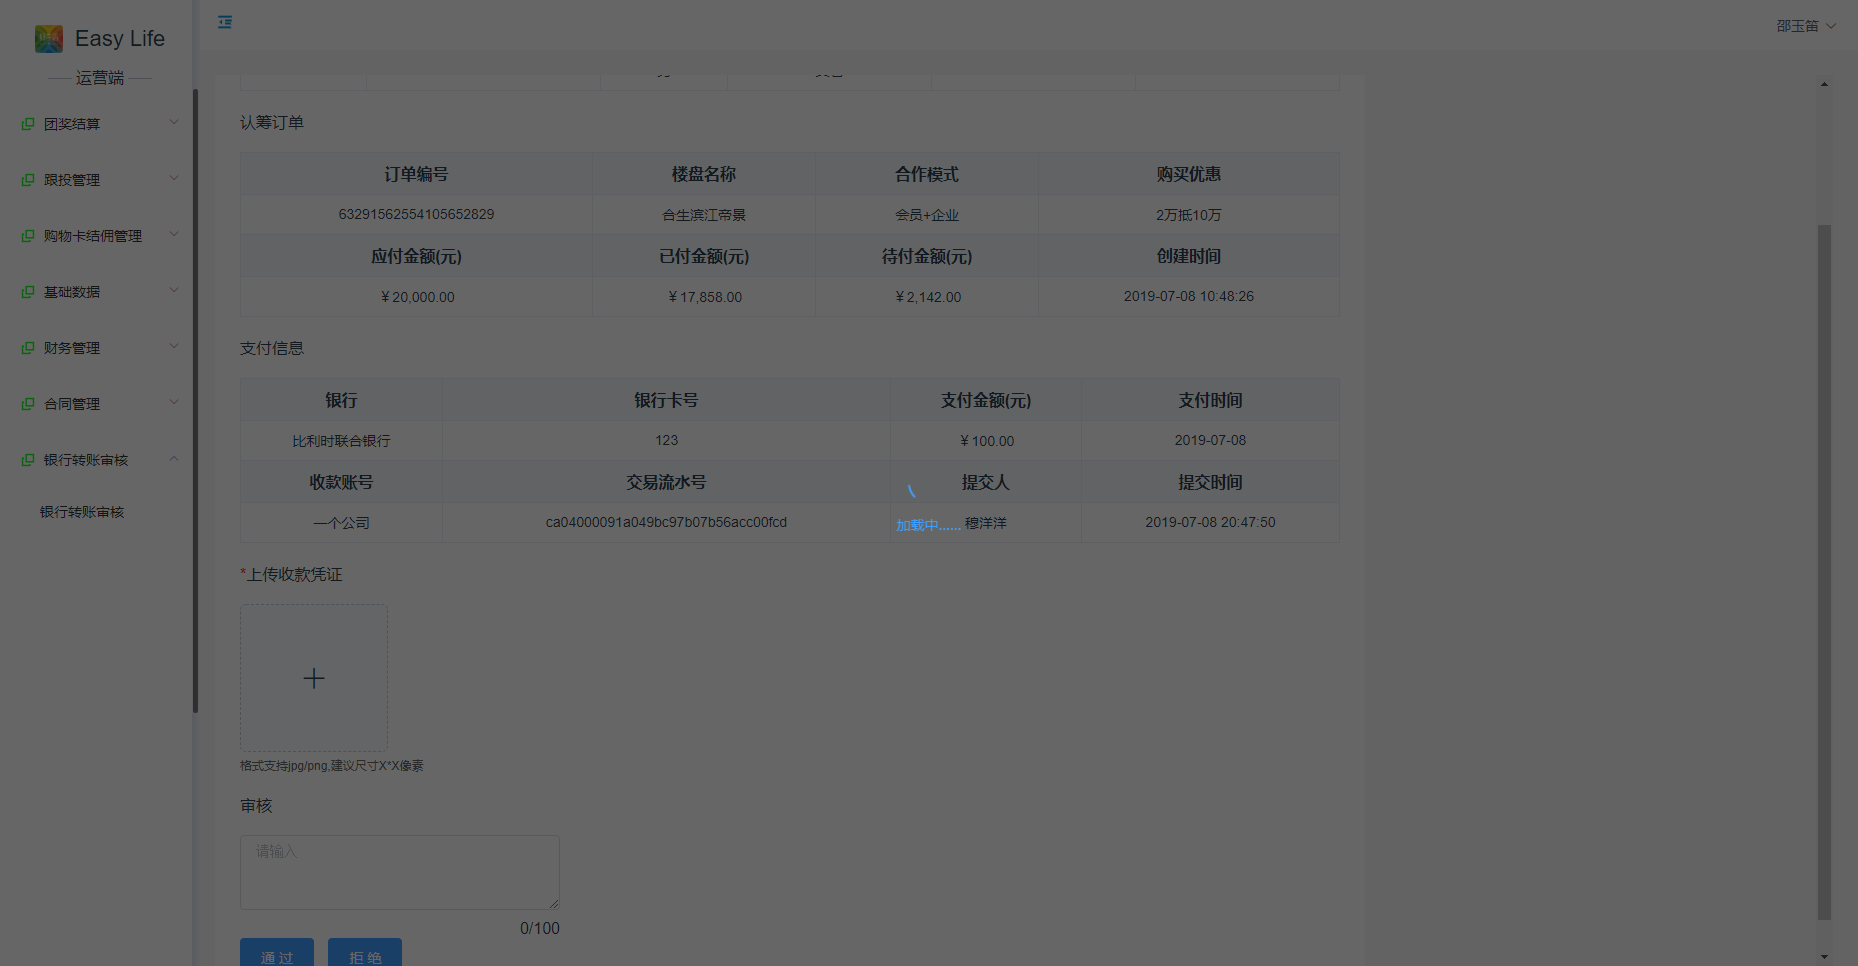 Easy Life
运营端
团奖结算
跟投管理
购物卡结佣管理
基础数据
财务管理
合同管理
银行转账审核
银行转账审核
邵玉笛
认筹订单
订单编号 楼盘名称 合作模式 购买优惠
63291562554105652829 合生滨江帝景 会员+企业 2万抵10万
应付金额(元) 已付金额(元) 待付金额(元) 创建时间
￥20,000.00 ￥17,858.00 ￥2,142.00 2019-07-08 10:48:26
支付信息
银行 银行卡号 支付金额(元) 支付时间
比利时联合银行 123 ￥100.00 2019-07-08
收款账号 交易流水号 提交人 提交时间
一个公司 ca04000091a049bc97b07b56acc00fcd 穆洋洋 2019-07-08 20:47:50
加载中......
*上传收款凭证
格式支持jpg/png,建议尺寸X*X像素
审核
请输入
0/100
通过 拒绝